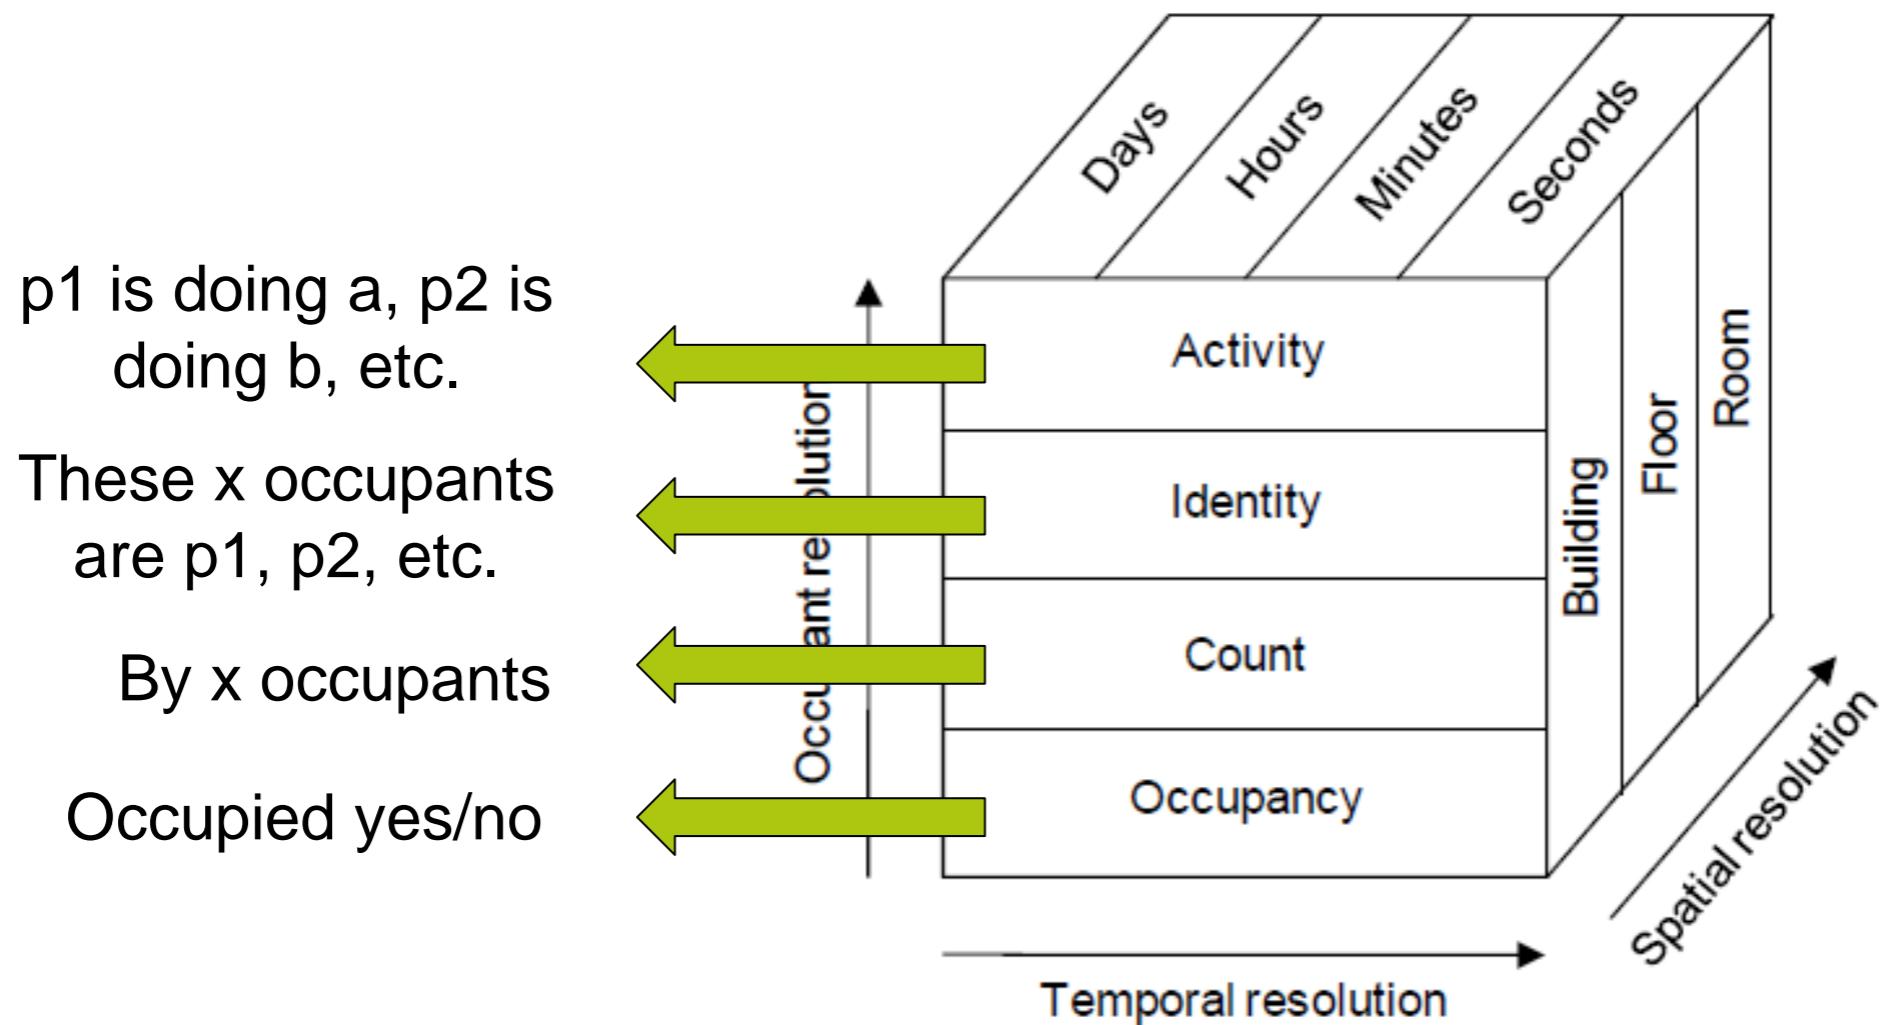 Days
Hours
Minutes
Seconds
p1 is doing a, p2 is
doing b, etc.
Activity
These x occupants
are p1, p2, etc.
Identity
By x occupants
Count
Occupied yes/no
Occupancy
Building
Floor
Room
resolution
Temporal resolution
Spatial resolution